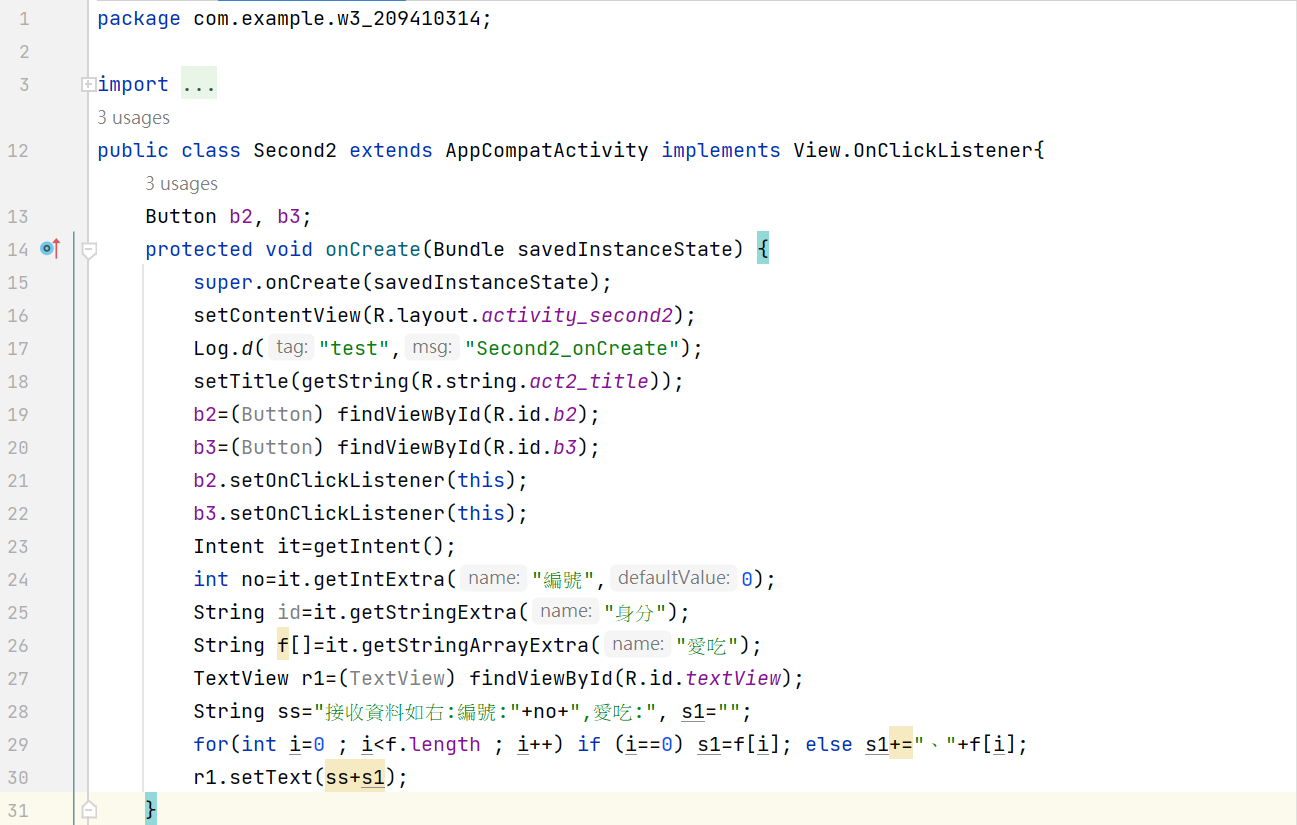 1 package com.example.w3_209410314;
2
3 import ...
3 usages
12 public class Second2 extends AppCompatActivity implements View.OnClickListener{
3 usages
13 Button b2, b3;
14 protected void onCreate(Bundle savedInstanceState) {
15 super.onCreate(savedInstanceState);
16 setContentView(R.layout.activity_second2);
17 Log.d( tag: "test", msg: "Second2_onCreate");
18 setTitle(getString(R.string.act2_title));
19 b2=(Button) findViewById(R.id.b2);
20 b3=(Button) findViewById(R.id.b3);
21 b2.setOnClickListener(this);
22 b3.setOnClickListener(this);
23 Intent it=getIntent();
24 int no=it.getIntExtra( name: "編號", defaultValue: 0);
25 String id=it.getStringExtra( name: "身分");
26 String f[]=it.getStringArrayExtra( name: "愛吃");
27 TextView r1=(TextView) findViewById(R.id.textView);
28 String ss="接收資料如右:編號:"+no+",愛吃:", s1="";
29 for(int i=0 ; i<f.length ; i++) if (i==0) s1=f[i]; else s1+="、"+f[i];
30 r1.setText(ss+s1);
31 }